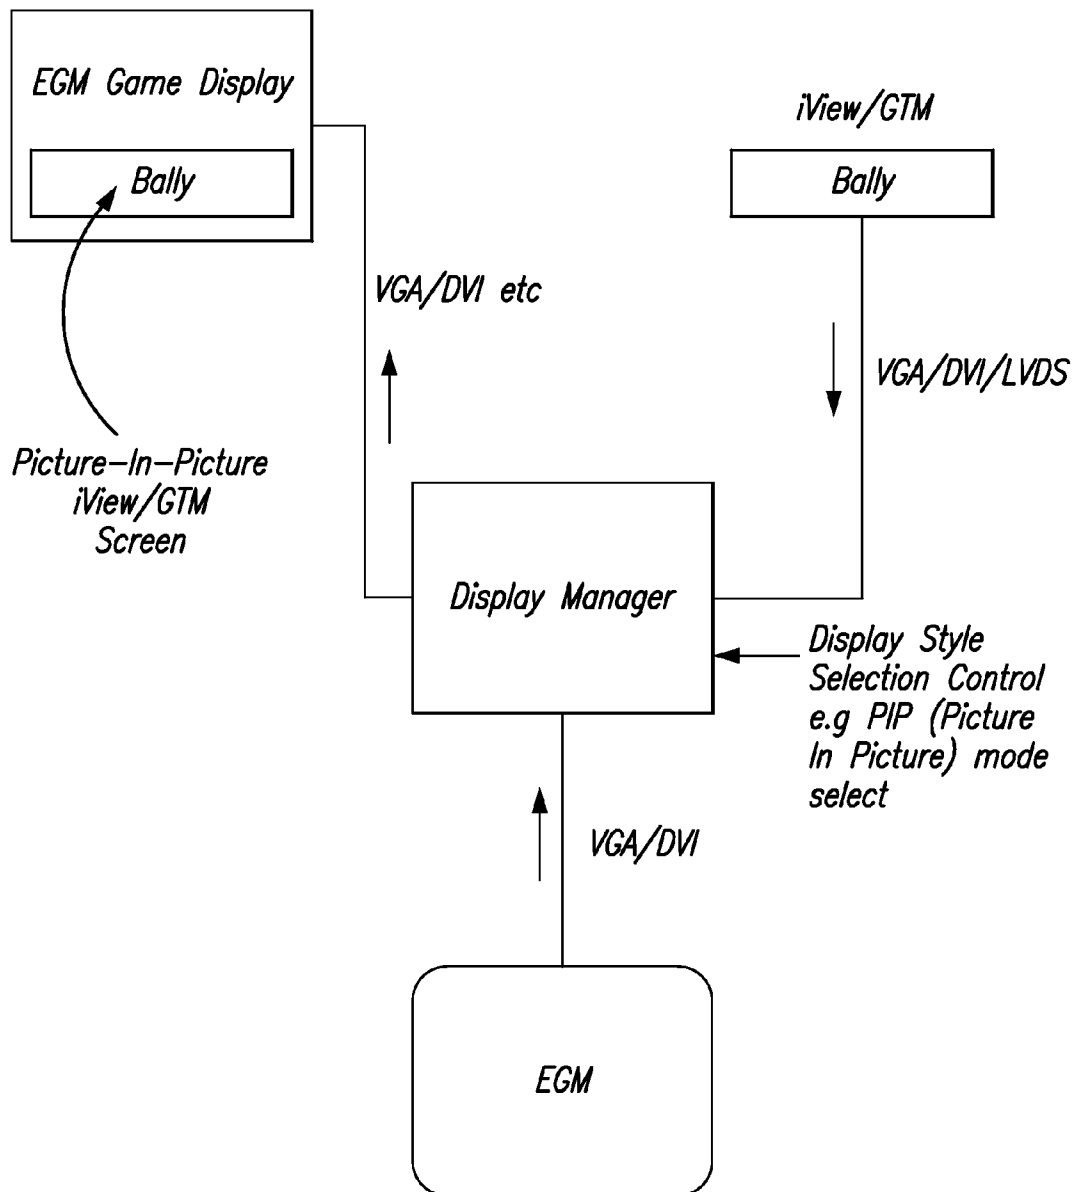 EGM Game Display
Bally
iView/GTM
Bally
VGA/DVI etc
VGA/DVI/LVDS
Picture-In-Picture
iView/GTM
Screen
Display Manager
Display Style
Selection Control
e.g PIP (Picture
In Picture) mode
select
VGA/DVI
EGM